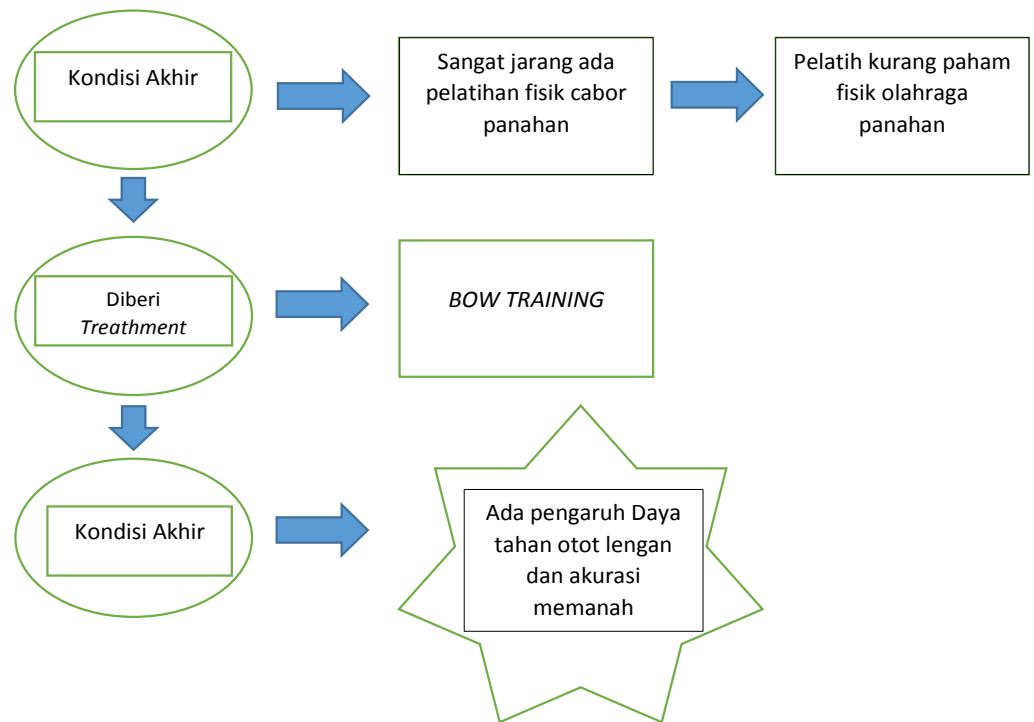 Kondisi Akhir
Sangat jarang ada
pelatihan fisik cabor
panahan
Pelatih kurang paham
fisik olahraga
panahan
Diberi
Treathment
BOW TRAINING
Kondisi Akhir
Ada pengaruh Daya
tahan otot lengan
dan akurasi
memanah